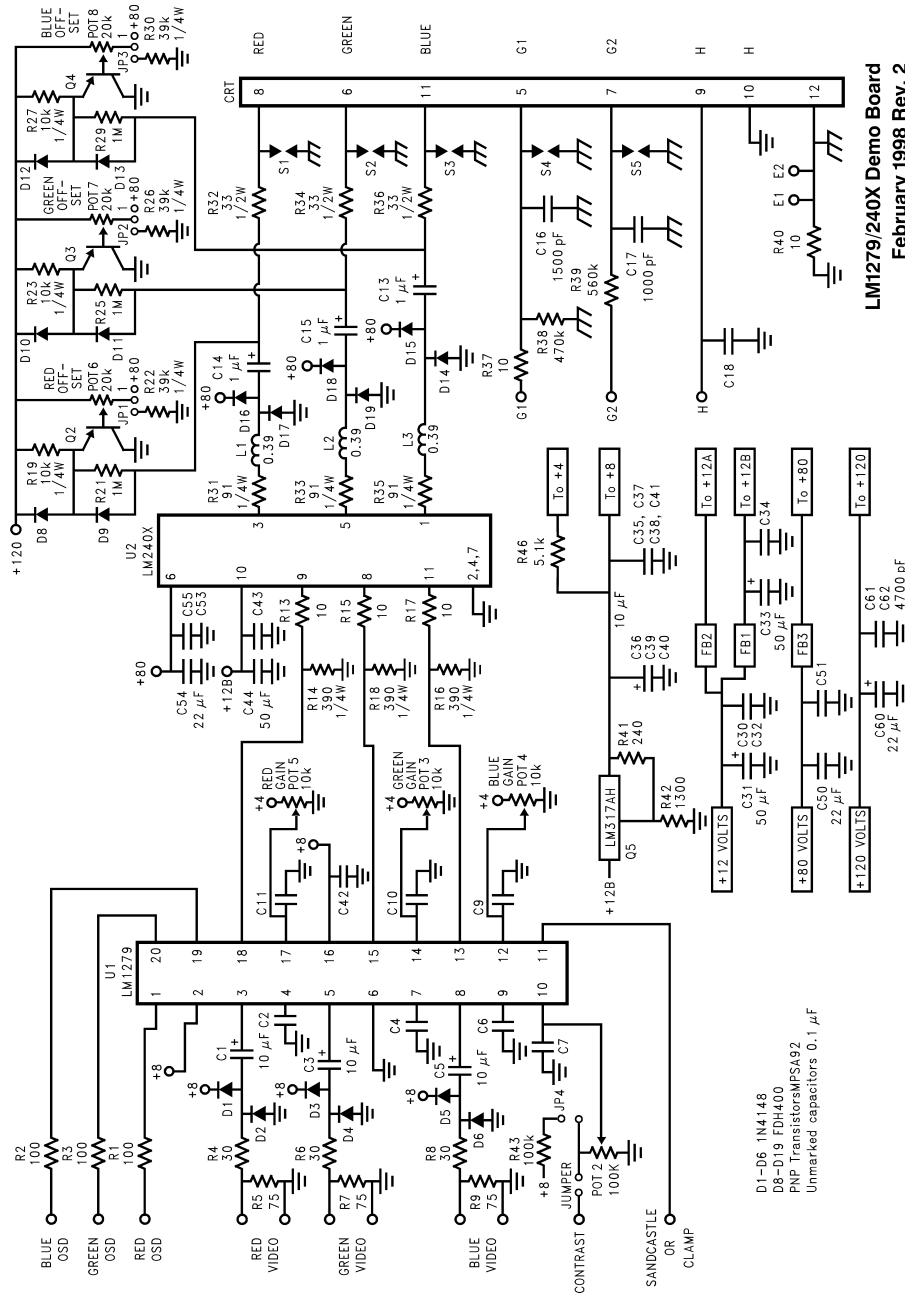 BLUE
OSD
R2
100
GREEN
OSD
R3
100
RED
OSD
R1
100
+8
U1
LM1279
1
2
3
4
5
6
7
8
9
10
20
19
18
17
16
15
14
13
12
11
RED
VIDEO
R5
75
R4
30
+8
D1
D2
C1
+
10 μF
C2
GREEN
VIDEO
R7
75
R6
30
+8
D3
D4
C3
+
10 μF
C4
BLUE
VIDEO
R9
75
R8
30
+8
D5
D6
C5
+
10 μF
C6
C7
CONTRAST
JUMPER
+8
R43
100k
JP4
POT 2
100K
SANDCASTLE
OR
CLAMP
C11
+4
RED
GAIN
POT 5
10k
+8
C42
C10
+4
GREEN
GAIN
POT 3
10k
C9
+4
BLUE
GAIN
POT 4
10k
+80
C54
22 μF
C55
C53
+12B
C44
50 μF
C43
R13
10
R14
390
1/4W
R15
10
R18
390
1/4W
R17
10
R16
390
1/4W
U2
LM240X
6
10
9
8
11
2,4,7
3
5
1
+120
D8
R19
10k
1/4W
Q2
RED
OFF-
SET
POT6
20k
1
+80
JP1
R22
39k
1/4W
D9
R21
1M
D10
R23
10k
1/4W
Q3
GREEN
OFF-
SET
POT7
20k
1
+80
JP2
R26
39k
1/4W
D11
R25
1M
D12
R27
10k
1/4W
Q4
BLUE
OFF-
SET
POT8
20k
1
+80
JP3
R30
39k
1/4W
D13
R29
1M
R31
91
1/4W
L1
0.39
+80
D16
D17
C14
1 μF
+
R32
33
1/2W
S1
R33
91
1/4W
L2
0.39
+80
D18
D19
C15
1 μF
+
R34
33
1/2W
S2
R35
91
1/4W
L3
0.39
+80
D15
D14
C13
1 μF
+
R36
33
1/2W
S3
CRT
8
6
11
5
7
9
10
12
RED
GREEN
BLUE
G1
G2
H
H
G1
R37
10
R38
470k
C16
1500 pF
S4
G2
R39
560k
C17
1000 pF
S5
H
C18
R40
10
E1
E2
+12B
LM317AH
Q5
R41
240
R42
1300
C36
C39
C40
+
10 μF
C35, C37
C38, C41
R46
5.1k
To +4
To +8
+12 VOLTS
C31
50 μF
+
C30
C32
FB2
FB1
C33
50 μF
+
C34
To +12A
To +12B
+80 VOLTS
C50
22 μF
C51
FB3
To +80
+120 VOLTS
C60
22 μF
+
C61
C62
4700 pF
To +120
D1-D6 1N4148
D8-D19 FDH400
PNP TransistorsMPSA92
Unmarked capacitors 0.1 μF
LM1279/240X Demo Board
February 1998 Rev. 2